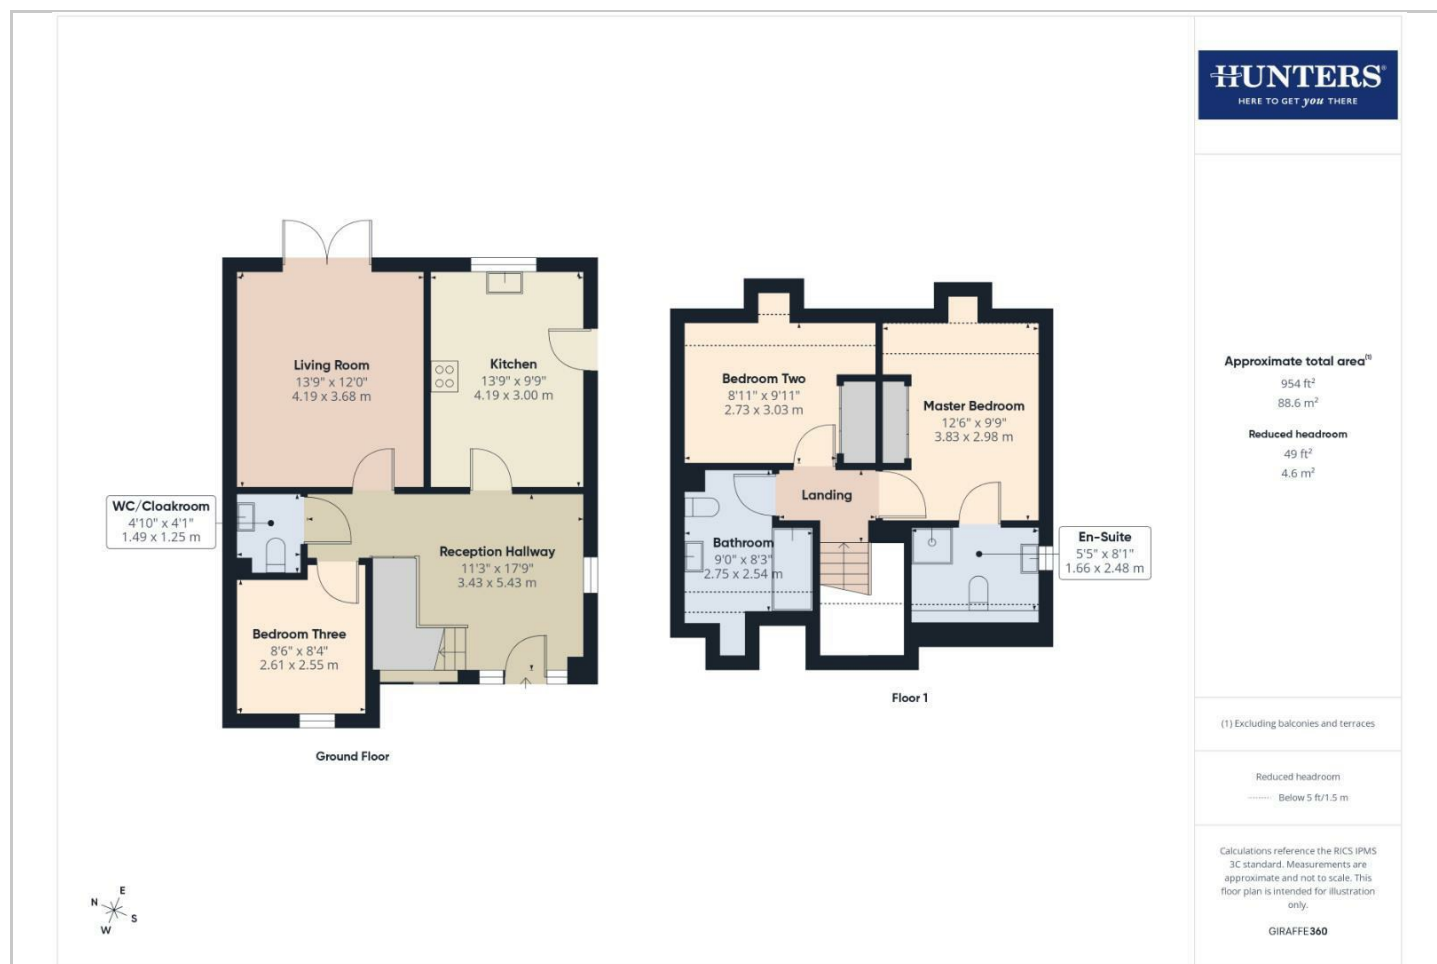 HUNTERS®
HERE TO GET you THERE
Living Room
13'9" x 12'0"
4.19 x 3.68 m
Kitchen
13'9" x 9'9"
4.19 x 3.00 m
WC/Cloakroom
4'10" x 4'1"
1.49 x 1.25 m
Reception Hallway
11'3" x 17'9"
3.43 x 5.43 m
Bedroom Three
8'6" x 8'4"
2.61 x 2.55 m
Ground Floor
Bedroom Two
8'11" x 9'11"
2.73 x 3.03 m
Master Bedroom
12'6" x 9'9"
3.83 x 2.98 m
Landing
Bathroom
9'0" x 8'3"
2.75 x 2.54 m
En-Suite
5'5" x 8'1"
1.66 x 2.48 m
Floor 1
N
E
S
W
Approximate total area(1)
954 ft²
88.6 m²
Reduced headroom
49 ft²
4.6 m²
(1) Excluding balconies and terraces
Reduced headroom
Below 5 ft/1.5 m
Calculations reference the RICS IPMS
3C standard. Measurements are
approximate and not to scale. This
floor plan is intended for illustration
only.
GIRAFFE360